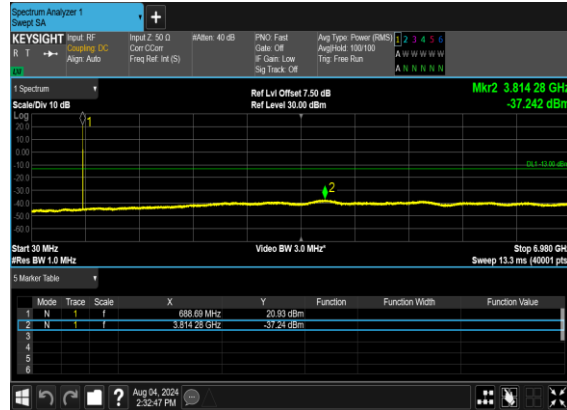 Spectrum Analyzer 1
Swept SA
+
KEYSIGHT Input: RF Input Z: 50 Ω #Atten: 40 dB PNO: Fast Avg Type: Power (RMS) 1 2 3 4 5 6
R T Coupling: DC Corr CCorr Gate: Off Avg|Hold: 100/100 A W W W W W
Align: Auto Freq Ref: Int (S) IF Gain: Low Trig: Free Run
Sig Track: Off A N N N N N
1 Spectrum Ref Lvl Offset 7.50 dB Mkr2 3.814 28 GHz
Scale/Div 10 dB Ref Level 30.00 dBm -37.242 dBm
Log
20.0
10.0
0.00
-10.0
-20.0
-30.0
-40.0
-50.0
-60.0
1
2
DL1 -13.00 dBm
Start 30 MHz Video BW 3.0 MHz* Stop 6.980 GHz
#Res BW 1.0 MHz Sweep 13.3 ms (40001 pts)
5 Marker Table
Mode Trace Scale X Y Function Function Width Function Value
1 N 1 f 688.69 MHz 20.93 dBm
2 N 1 f 3.814 28 GHz -37.24 dBm
3
4
5
6
? Aug 04, 2024
2:32:47 PM